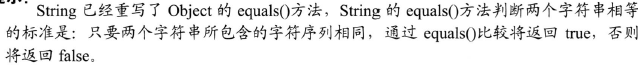 String 已经重写了 Object 的 equals()方法，String 的 equals()方法判断两个字符串相等
的标准是：只要两个字符串所包含的字符序列相同，通过 equals()比较将返回 true，否则
将返回 false。